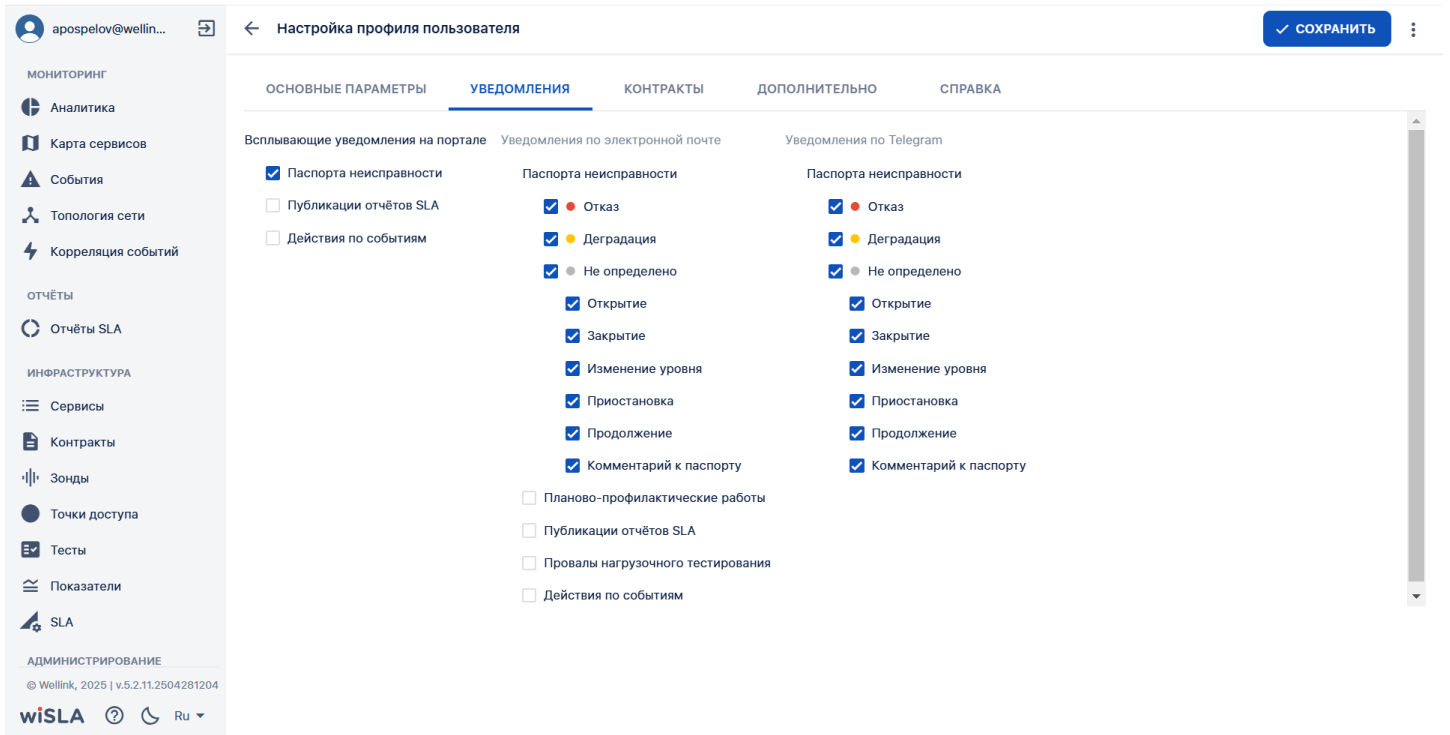 apospelov@wellin...
МОНИТОРИНГ
Аналитика
Карта сервисов
События
Топология сети
Корреляция событий
ОТЧЁТЫ
Отчёты SLA
ИНФРАСТРУКТУРА
Сервисы
Контракты
Зонды
Точки доступа
Тесты
Показатели
SLA
АДМИНИСТРИРОВАНИЕ
© Wellink, 2025 | v.5.2.11.2504281204
wiSLA
Ru
Настройка профиля пользователя
СОХРАНИТЬ
ОСНОВНЫЕ ПАРАМЕТРЫ УВЕДОМЛЕНИЯ КОНТРАКТЫ ДОПОЛНИТЕЛЬНО СПРАВКА
Всплывающие уведомления на портале
Паспорта неисправности
Публикации отчётов SLA
Действия по событиям
Уведомления по электронной почте
Паспорта неисправности
Отказ
Деградация
Не определено
Открытие
Закрытие
Изменение уровня
Приостановка
Продолжение
Комментарий к паспорту
Планово-профилактические работы
Публикации отчётов SLA
Провалы нагрузочного тестирования
Действия по событиям
Уведомления по Telegram
Паспорта неисправности
Отказ
Деградация
Не определено
Открытие
Закрытие
Изменение уровня
Приостановка
Продолжение
Комментарий к паспорту